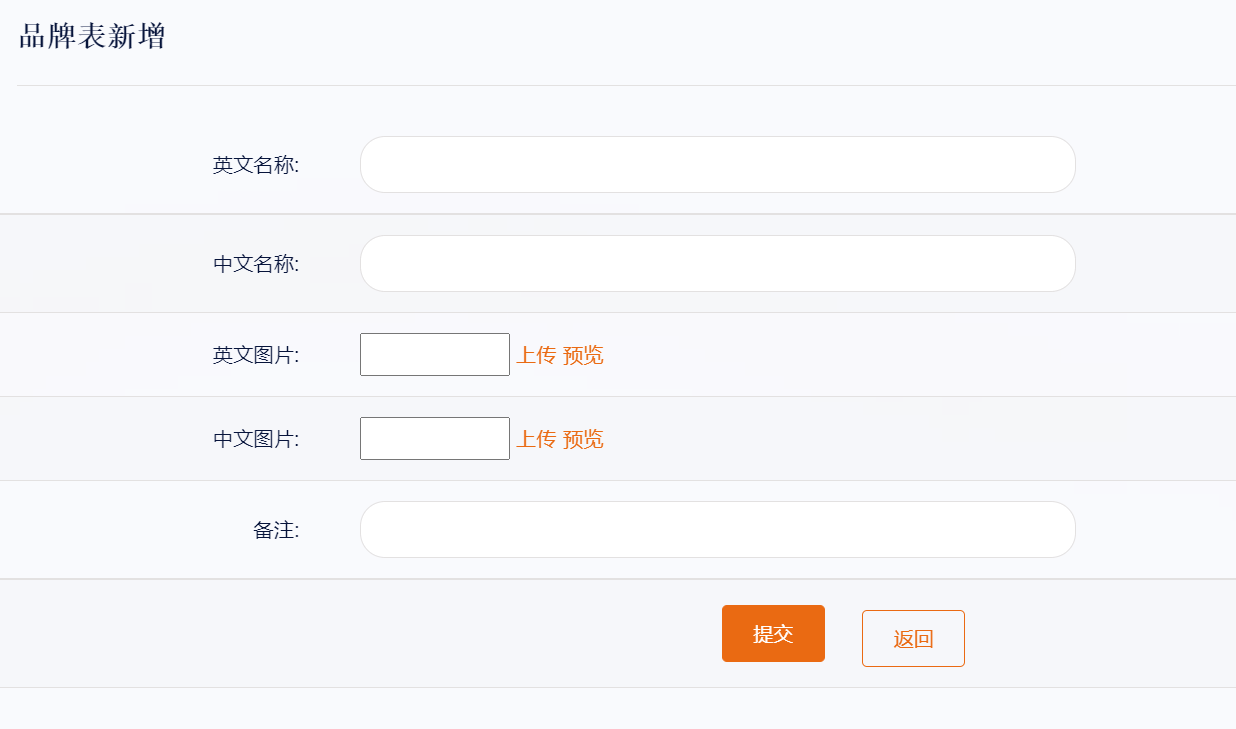 品牌表新增
英文名称:
中文名称:
英文图片: 上传 预览
中文图片: 上传 预览
备注:
提交 返回